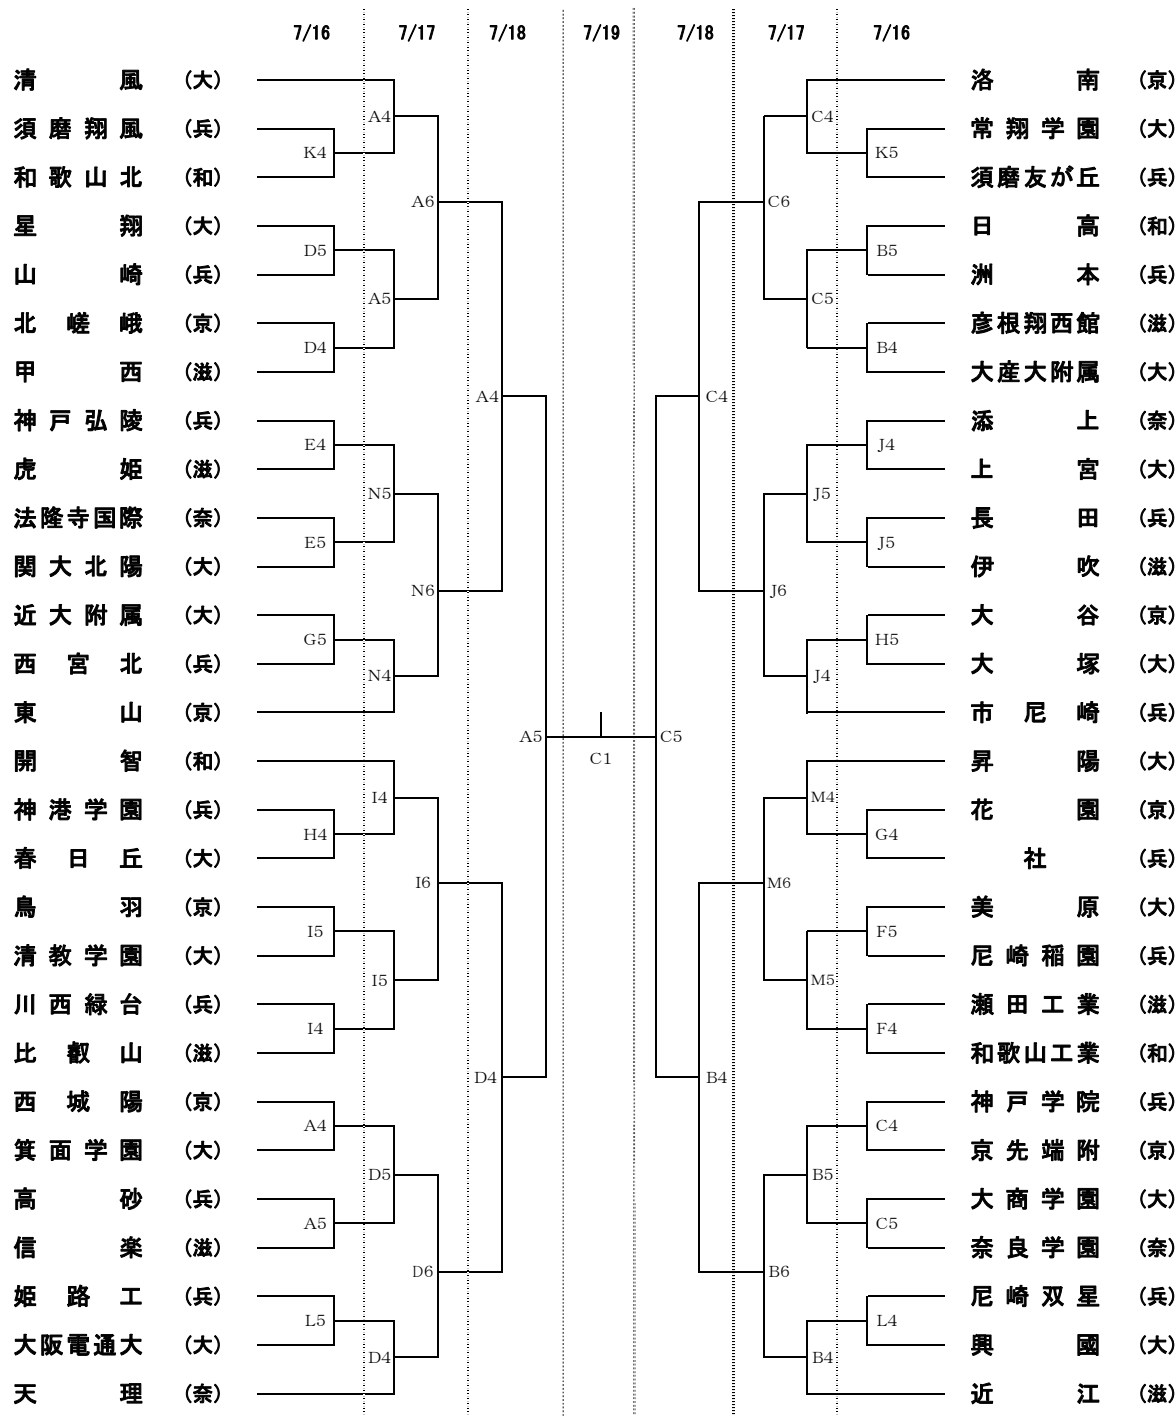 7/16 7/17 7/18 7/19 7/18 7/17 7/16
清風 (大) 洛南 (京)
A4 C4
須磨翔風 (兵) 常翔学園 (大)
K4 K5
和歌山北 (和) 須磨友が丘 (兵)
A6 C6
星翔 (大) 日高 (和)
D5 B5
山崎 (兵) 洲本 (兵)
A5 C5
北嵯峨 (京) 彦根翔西館 (滋)
D4 B4
甲西 (滋) 大産大附属 (大)
A4 C4
神戸弘陵 (兵) 添上 (奈)
E4 J4
虎姫 (滋) 上宮 (大)
N5 J5
法隆寺国際 (奈) 長田 (兵)
E5 J5
関大北陽 (大) 伊吹 (滋)
N6 J6
近大附属 (大) 大谷 (京)
G5 H5
西宮北 (兵) 大塚 (大)
N4 J4
東山 (京) 市尼崎 (兵)
A5 C5
C1
開智 (和) 昇陽 (大)
I4 M4
神港学園 (兵) 花園 (京)
H4 G4
春日丘 (大) 社 (兵)
I6 M6
鳥羽 (京) 美原 (大)
I5 F5
清教学園 (大) 尼崎稲園 (兵)
I5 M5
川西緑台 (兵) 瀬田工業 (滋)
I4 F4
比叡山 (滋) 和歌山工業 (和)
D4 B4
西城陽 (京) 神戸学院 (兵)
A4 C4
箕面学園 (大) 京先端附 (京)
D5 B5
高砂 (兵) 大商学園 (大)
A5 C5
信楽 (滋) 奈良学園 (奈)
D6 B6
姫路工 (兵) 尼崎双星 (兵)
L5 L4
大阪電通大 (大) 興國 (大)
D4 B4
天理 (奈) 近江 (滋)